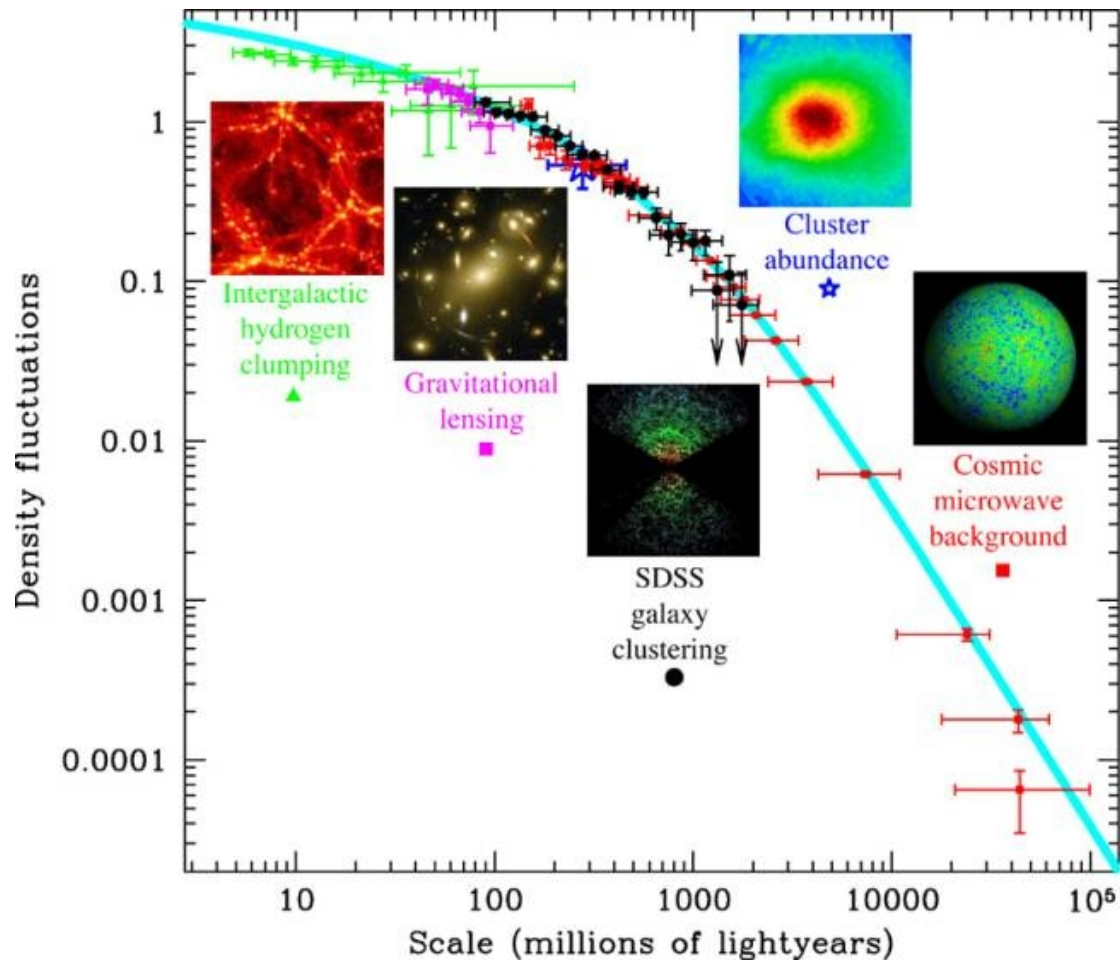 Density fluctuations
1
0.1
0.01
0.001
0.0001
Intergalactic
hydrogen
clumping
Gravitational
lensing
SDSS
galaxy
clustering
Cluster
abundance
Cosmic
microwave
background
10
100
1000
10000
10⁵
Scale (millions of lightyears)